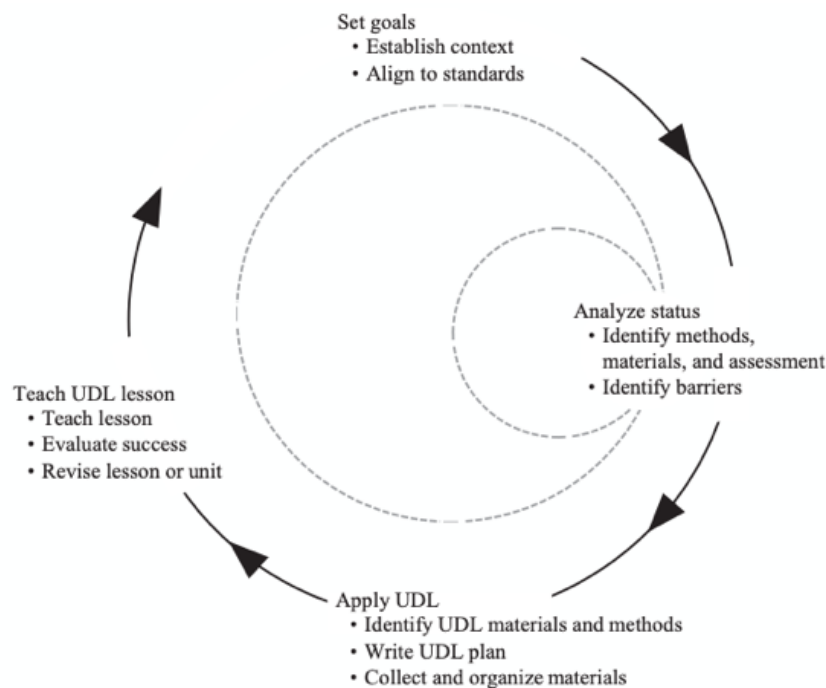 Set goals
• Establish context
• Align to standards
Analyze status
• Identify methods,
materials, and assessment
• Identify barriers
Apply UDL
• Identify UDL materials and methods
• Write UDL plan
• Collect and organize materials
Teach UDL lesson
• Teach lesson
• Evaluate success
• Revise lesson or unit